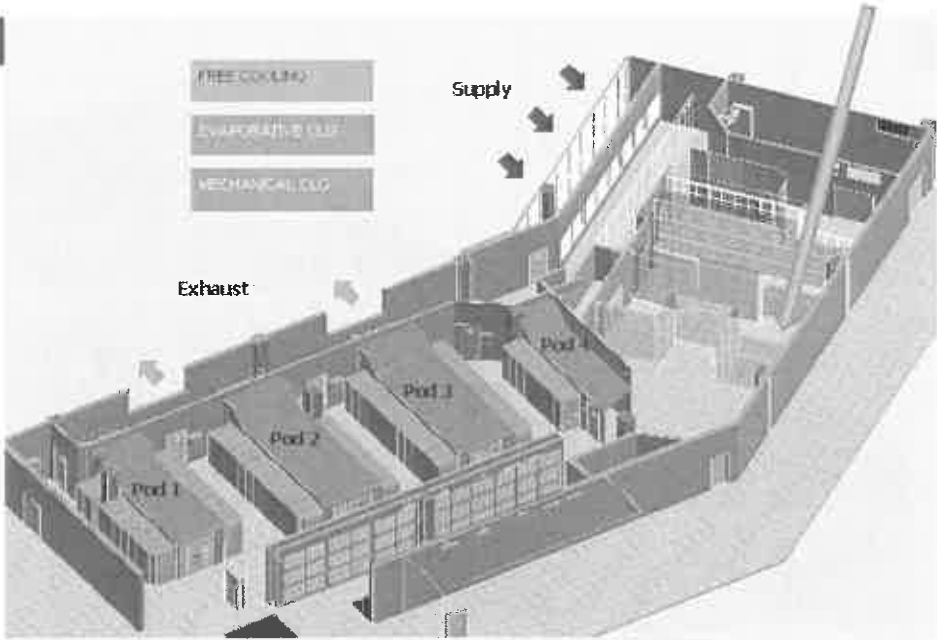 FREE COOLING
EVAPORATIVE CLG
MECHANICAL CLG
Supply
Exhaust
Pod 4
Pod 3
Pod 2
Pod 1